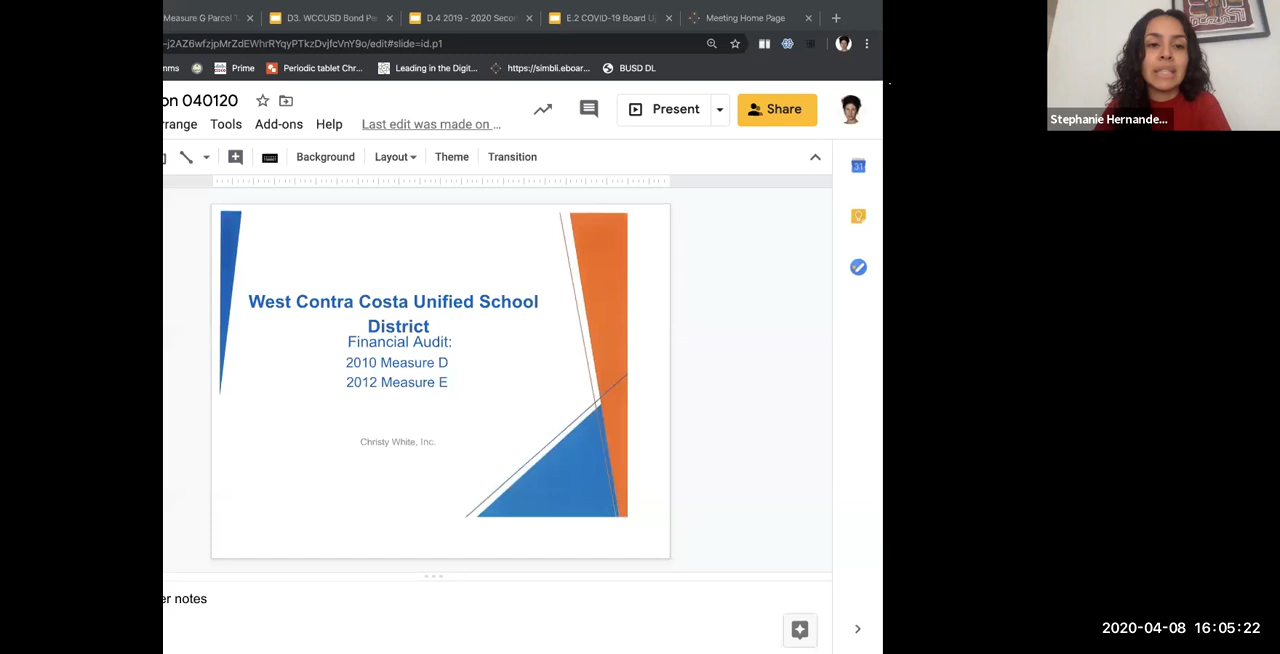 Measure G Parcel T
D3. WCCUSD Bond Pe
D.4 2019 - 2020 Secon
E.2 COVID-19 Board U
Meeting Home Page
-j2AZ6wfzjpMrZdEWhrRYqyPTkzDvjfcVnY9o/edit#slide=id.p1
mms
Prime
Periodic tablet Chr...
Leading in the Digit...
https://simbli.eboar...
BUSD DL
on 040120
Present
Share
rrange
Tools
Add-ons
Help
Last edit was made on ...
Background
Layout
Theme
Transition
31
West Contra Costa Unified School
District
Financial Audit:
2010 Measure D
2012 Measure E
Christy White, Inc.
er notes
Stephanie Hernande...
2020-04-08 16:05:22